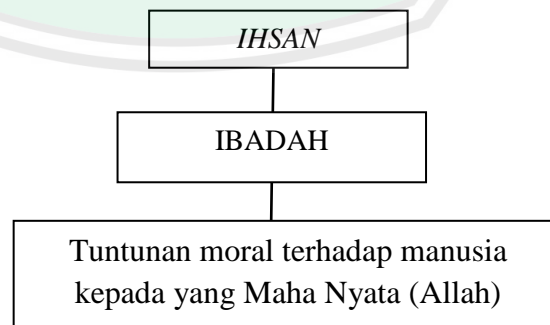 IHSAN
IBADAH
Tuntunan moral terhadap manusia
kepada yang Maha Nyata (Allah)